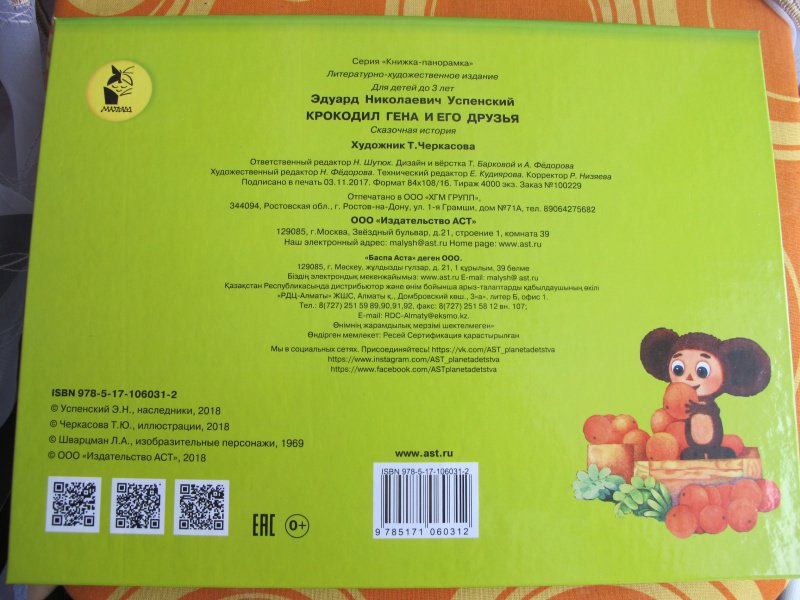 МАЛЫШ
Серия «Книжка-панорамка»
Литературно-художественное издание
Для детей до 3 лет
Эдуард Николаевич Успенский
КРОКОДИЛ ГЕНА И ЕГО ДРУЗЬЯ
Сказочная история
Художник Т.Черкасова
Ответственный редактор Н. Шутюк. Дизайн и вёрстка Т. Барковой и А. Фёдорова
Художественный редактор Н. Фёдорова. Технический редактор Е. Кудиярова. Корректор Р. Низяева
Подписано в печать 03.11.2017. Формат 84x108/16. Тираж 4000 экз. Заказ №100229
Отпечатано в ООО «ХГМ ГРУПП»,
344094, Ростовская обл., г. Ростов-на-Дону, ул. 1-я Грамши, дом №71А, тел. 89064275682
ООО «Издательство АСТ»
129085, г.Москва, Звёздный бульвар, д.21, строение 1, комната 39
Наш электронный адрес: malysh@ast.ru Home page: www.ast.ru
«Баспа Аста» деген ООО.
129085, г. Мәскеу, жұлдызды гүлзар, д. 21, 1 құрылым, 39 бөлме
Біздің электрондық мекенжайымыз: www.ast.ru E-mail: malysh@ ast.ru
Қазақстан Республикасында дистрибьютор және өнім бойынша арыз-талаптарды қабылдаушының өкілі
«РДЦ-Алматы» ЖШС, Алматы қ., Домбровский көш., 3«а», литер Б, офис 1.
Тел.: 8(727) 251 59 89,90,91,92, факс: 8(727) 251 58 12 вн. 107;
E-mail: RDC-Almaty@eksmo.kz.
Өнімнің жарамдылық мерзімі шектелмеген»
Өндірген мемлекет: Ресей Сертификация қарастырылған
Мы в социальных сетях. Присоединяйтесь! https://vk.com/AST_planetadetstva
https://www.instagram.com/AST_planetadetstva
https://www.facebook.com/ASTplanetadetstva
ISBN 978-5-17-106031-2
© Успенский Э.Н., наследники, 2018
© Черкасова Т.Ю., иллюстрации, 2018
© Шварцман Л.А., изобразительные персонажи, 1969
© ООО «Издательство АСТ», 2018
www.ast.ru
ISBN 978-5-17-106031-2
9 785171 060312
ЕАС 0+